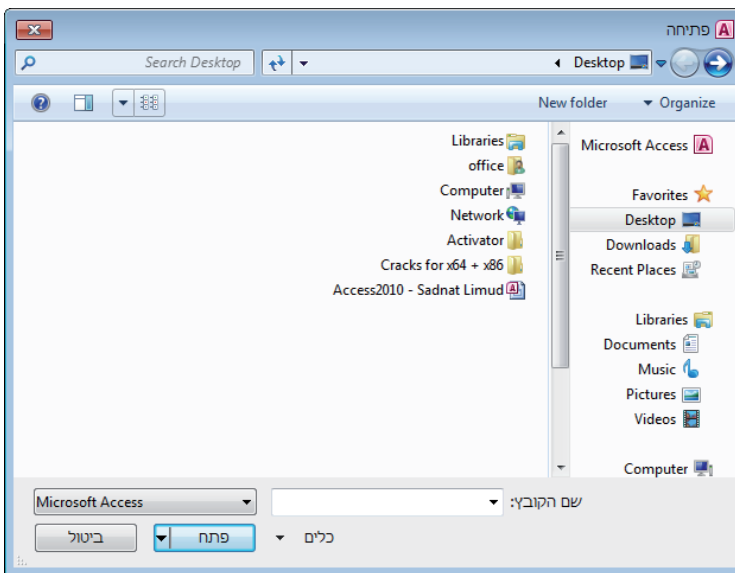 פתיחה
Desktop
Search Desktop
Organize
New folder
Microsoft Access
Favorites
Desktop
Downloads
Recent Places
Libraries
Documents
Music
Pictures
Videos
Computer
Libraries
office
Computer
Network
Activator
Cracks for x64 + x86
Access2010 - Sadnat Limud
שם הקובץ:
Microsoft Access
כלים
פתח
ביטול